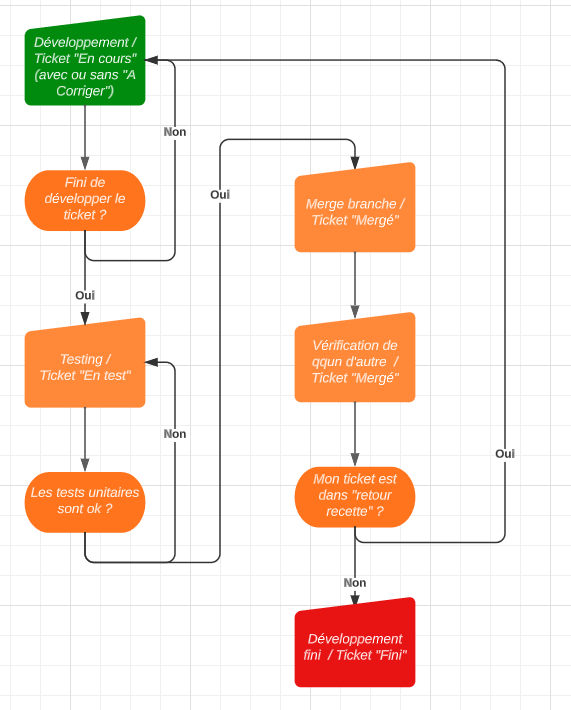 Développement /
Ticket "En cours"
(avec ou sans "A
Corriger")
Non
Fini de
développer le
ticket ?
Oui
Testing /
Ticket "En test"
Non
Les tests unitaires
sont ok ?
Oui
Merge branche /
Ticket "Mergé"
Vérification de
qqun d'autre /
Ticket "Mergé"
Mon ticket est
dans "retour
recette" ?
Oui
Non
Développement
fini / Ticket "Fini"